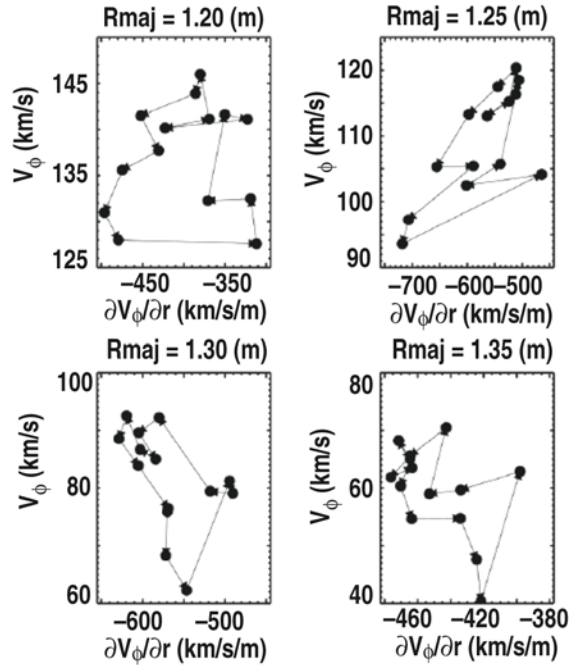 Rmaj = 1.20 (m)
Vϕ (km/s)
145
135
125
−450
−350
∂Vϕ/∂r (km/s/m)
Rmaj = 1.25 (m)
Vϕ (km/s)
120
110
100
90
−700
−600
−500
∂Vϕ/∂r (km/s/m)
Rmaj = 1.30 (m)
Vϕ (km/s)
100
80
60
−600
−500
∂Vϕ/∂r (km/s/m)
Rmaj = 1.35 (m)
Vϕ (km/s)
80
60
40
−460
−420
−380
∂Vϕ/∂r (km/s/m)